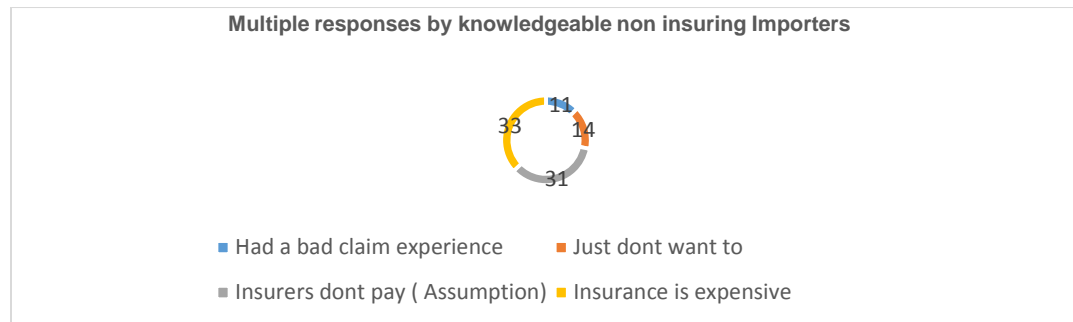 Multiple responses by knowledgeable non insuring Importers
11
33
14
31
Had a bad claim experience
Just dont want to
Insurers dont pay ( Assumption)
Insurance is expensive